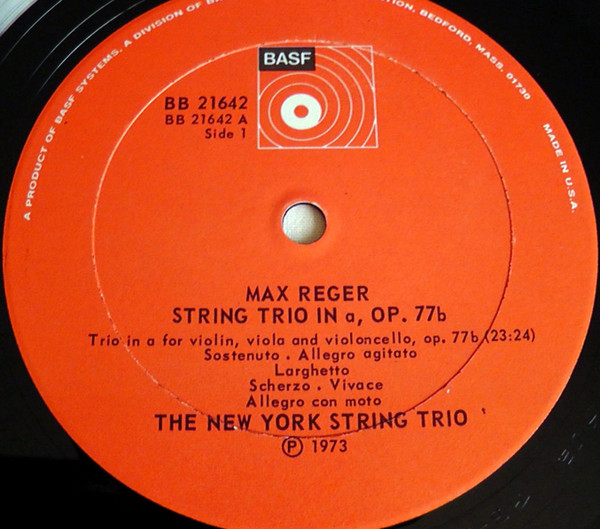 A PRODUCT OF BASF SYSTEMS, A DIVISION OF BA
TION, BEDFORD, MASS. 01730
MADE IN U.S.A.
BASF
BB 21642
BB 21642 A
Side 1
MAX REGER
STRING TRIO IN a, OP. 77b
Trio in a for violin, viola and violoncello, op. 77b (23:24)
Sostenuto . Allegro agitato
Larghetto
Scherzo . Vivace
Allegro con moto
THE NEW YORK STRING TRIO
Ⓟ 1973